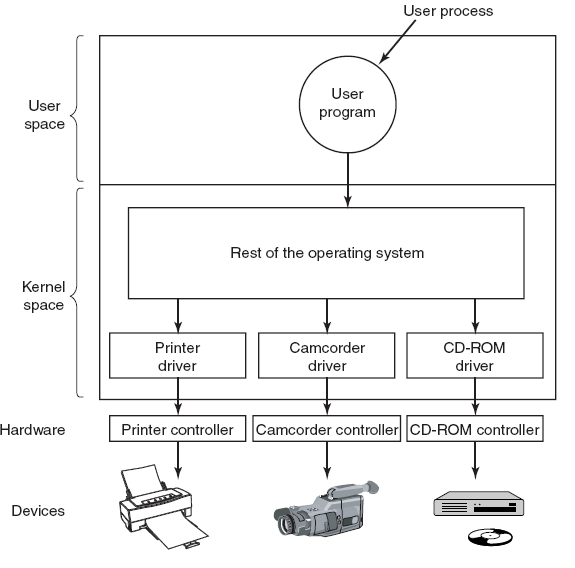 User process
User
space
User
program
Kernel
space
Rest of the operating system
Printer
driver
Camcorder
driver
CD-ROM
driver
Hardware
Printer controller
Camcorder controller
CD-ROM controller
Devices